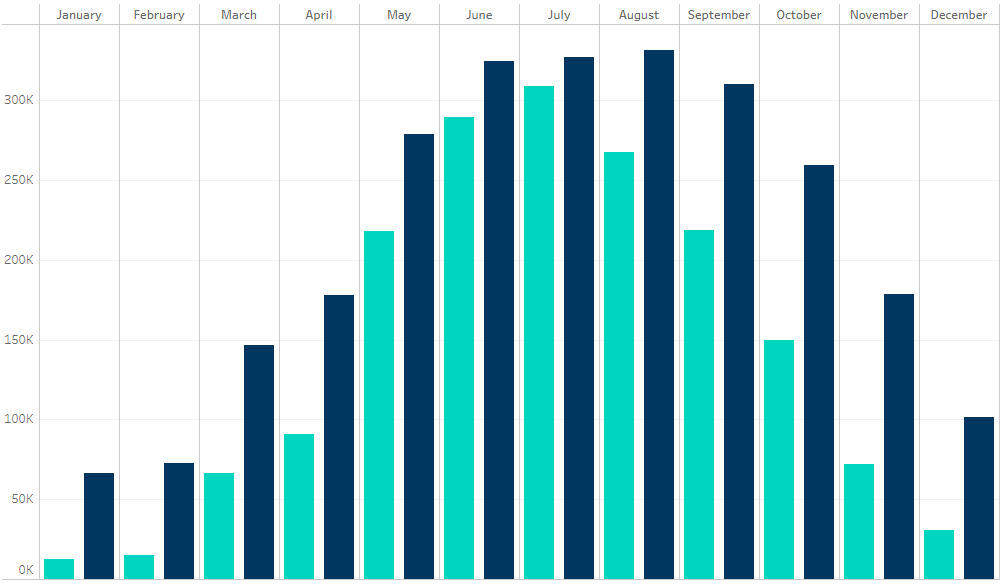 January February March April May June July August September October November December
300K
250K
200K
150K
100K
50K
0K